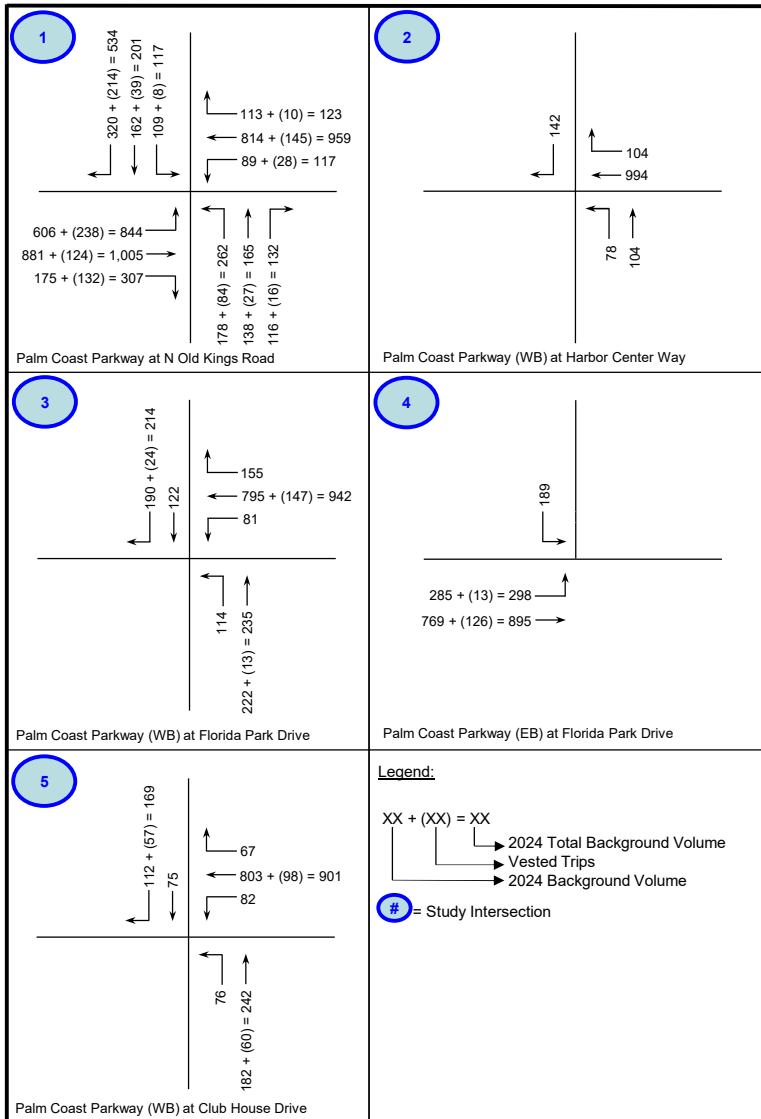 1
320 + (214) = 534
162 + (39) = 201
109 + (8) = 117
113 + (10) = 123
814 + (145) = 959
89 + (28) = 117
606 + (238) = 844
881 + (124) = 1,005
175 + (132) = 307
178 + (84) = 262
138 + (27) = 165
116 + (16) = 132
Palm Coast Parkway at N Old Kings Road
2
142
104
994
78
104
Palm Coast Parkway (WB) at Harbor Center Way
3
190 + (24) = 214
122
155
795 + (147) = 942
81
114
222 + (13) = 235
Palm Coast Parkway (WB) at Florida Park Drive
4
189
285 + (13) = 298
769 + (126) = 895
Palm Coast Parkway (EB) at Florida Park Drive
5
112 + (57) = 169
75
67
803 + (98) = 901
82
76
182 + (60) = 242
Palm Coast Parkway (WB) at Club House Drive
Legend:
XX + (XX) = XX
2024 Total Background Volume
Vested Trips
2024 Background Volume
# = Study Intersection